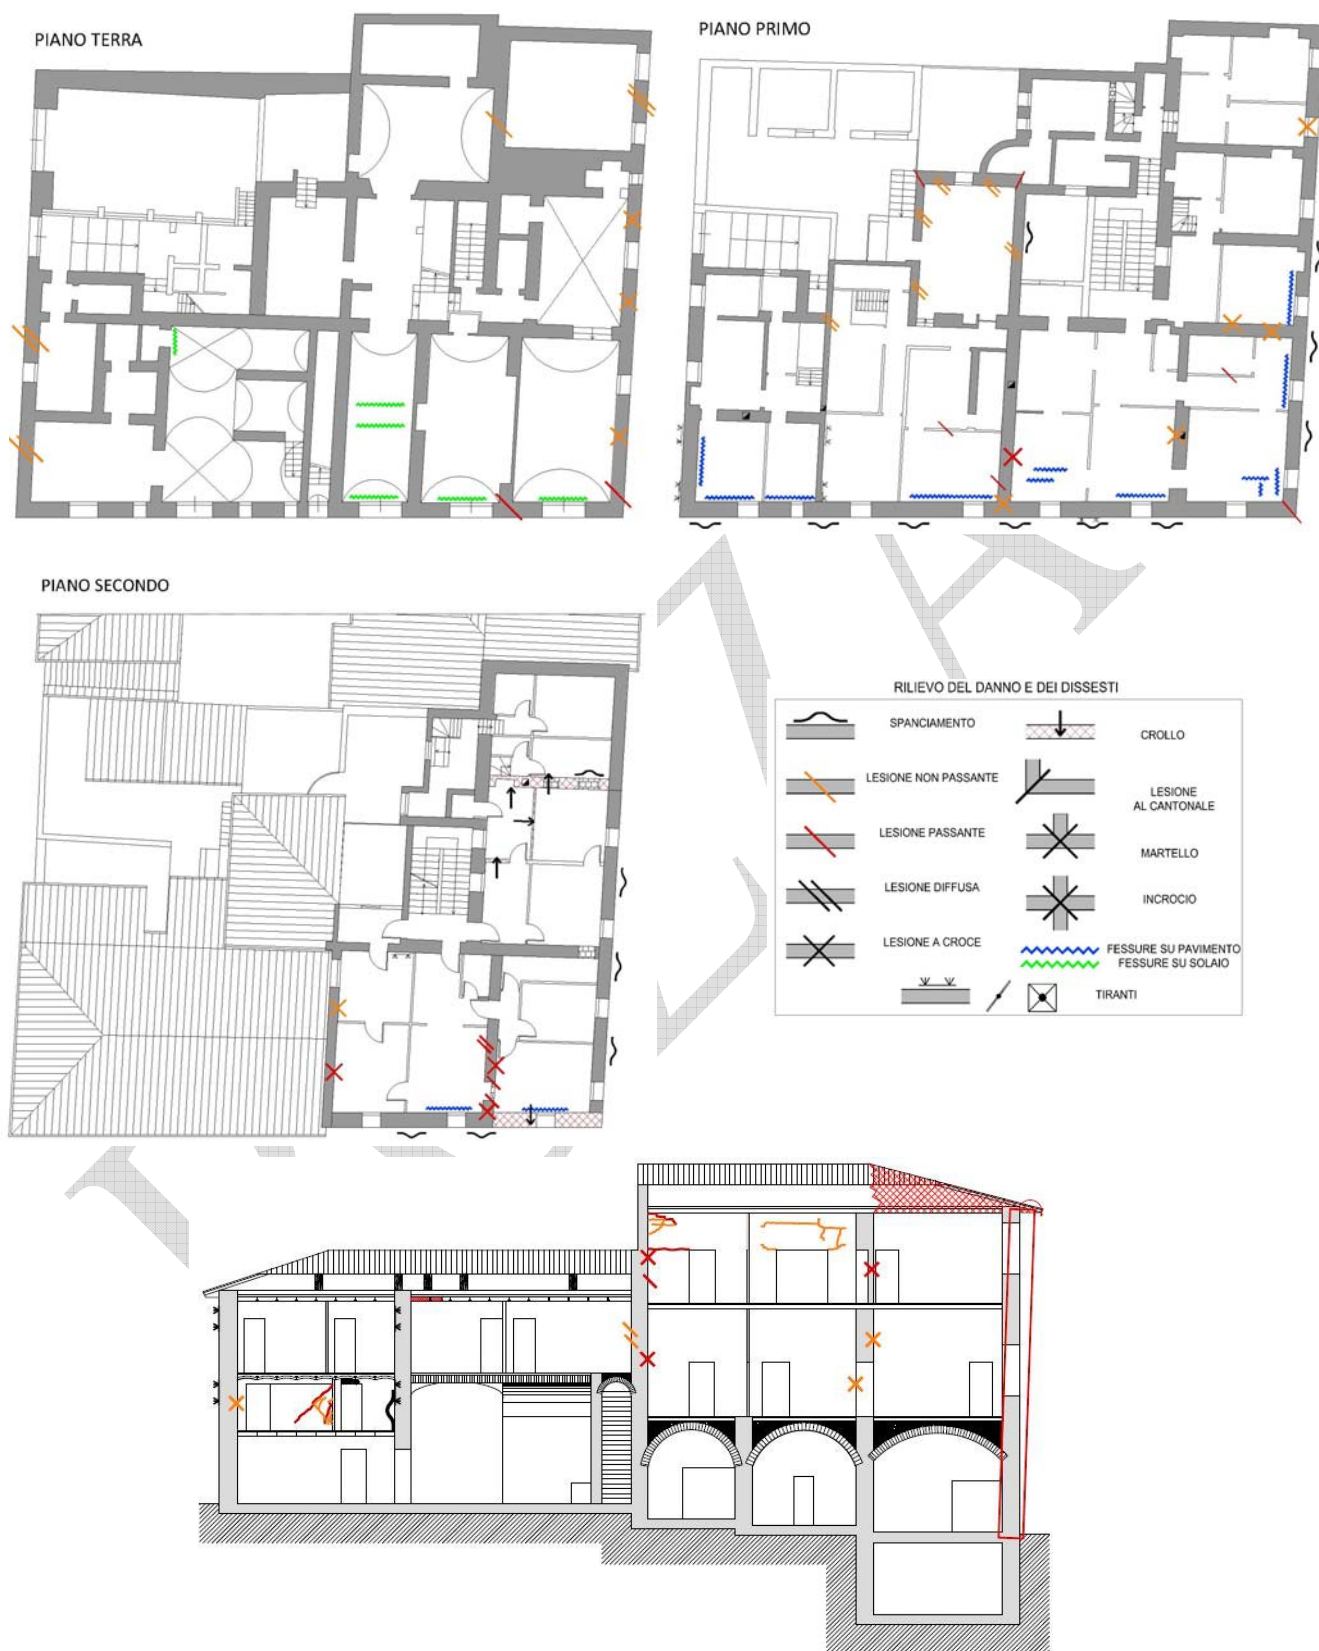 PIANO TERRA
PIANO PRIMO
PIANO SECONDO
RILIEVO DEL DANNO E DEI DISSESTI
SPANCIAMENTO
CROLLO
LESIONE NON PASSANTE
LESIONE
AL CANTONALE
LESIONE PASSANTE
MARTELLO
LESIONE DIFFUSA
INCROCIO
LESIONE A CROCE
FESSURE SU PAVIMENTO
FESSURE SU SOLAIO
TIRANTI